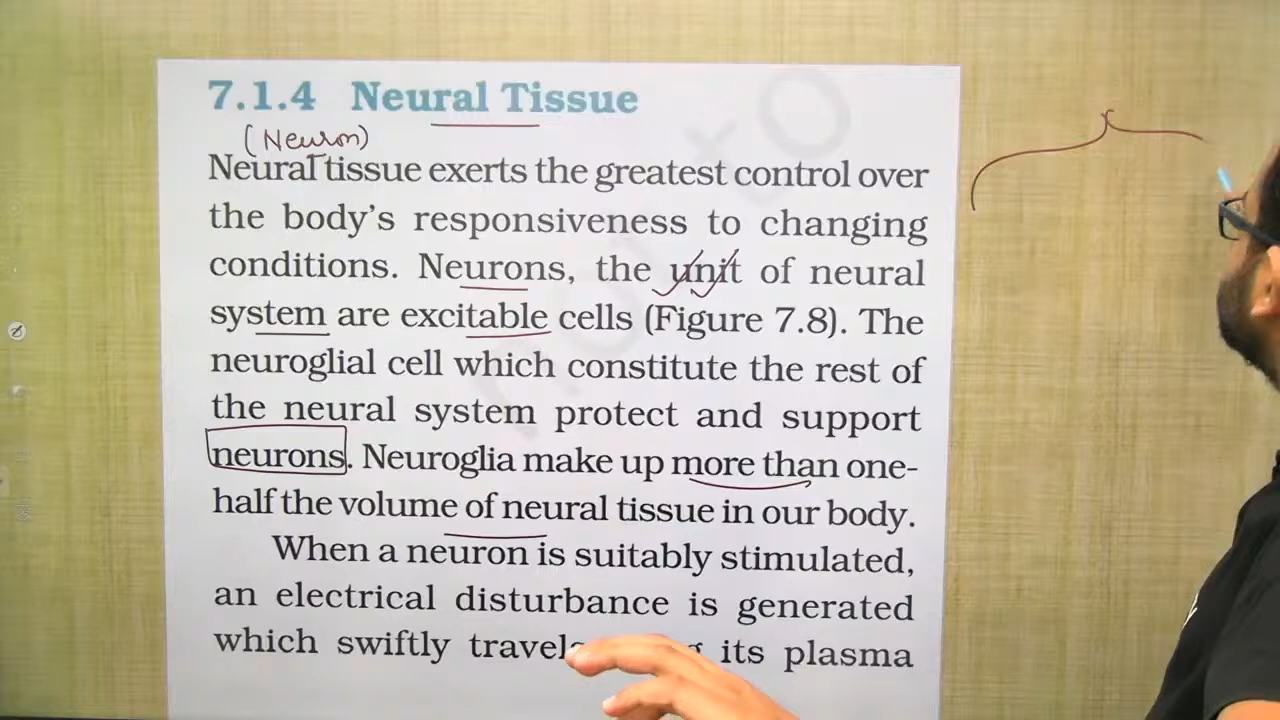 7.1.4 Neural Tissue
(Neuron)
Neural tissue exerts the greatest control over
the body's responsiveness to changing
conditions. Neurons, the unit of neural
system are excitable cells (Figure 7.8). The
neuroglial cell which constitute the rest of
the neural system protect and support
neurons. Neuroglia make up more than one-
half the volume of neural tissue in our body.
When a neuron is suitably stimulated,
an electrical disturbance is generated
which swiftly its plasma